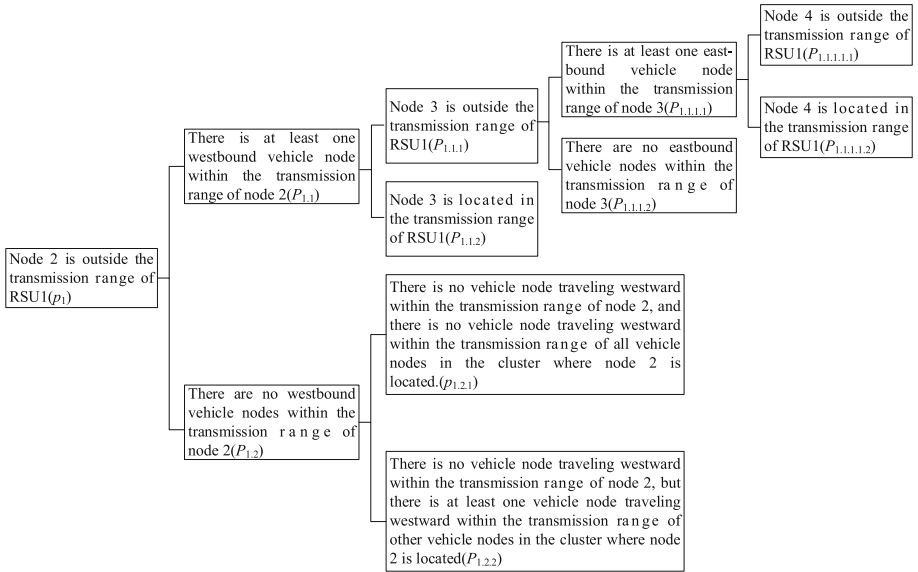 Node 2 is outside the
transmission range of
RSU1(p1)
There is at least one
westbound vehicle node
within the transmission
range of node 2(P1.1)
There are no westbound
vehicle nodes within the
transmission range of
node 2(P1.2)
Node 3 is outside the
transmission range of
RSU1(P1.1.1)
Node 3 is located in
the transmission range
of RSU1(P1.1.2)
There is at least one east-
bound vehicle node
within the transmission
range of node 3(P1.1.1.1)
There are no eastbound
vehicle nodes within the
transmission range of
node 3(P1.1.1.2)
Node 4 is outside the
transmission range of
RSU1(P1.1.1.1.1)
Node 4 is located in
the transmission range
of RSU1(P1.1.1.1.2)
There is no vehicle node traveling westward
within the transmission range of node 2, and
there is no vehicle node traveling westward
within the transmission range of all vehicle
nodes in the cluster where node 2 is
located.(p1.2.1)
There is no vehicle node traveling westward
within the transmission range of node 2, but
there is at least one vehicle node traveling
westward within the transmission range of
other vehicle nodes in the cluster where node
2 is located(P1.2.2)